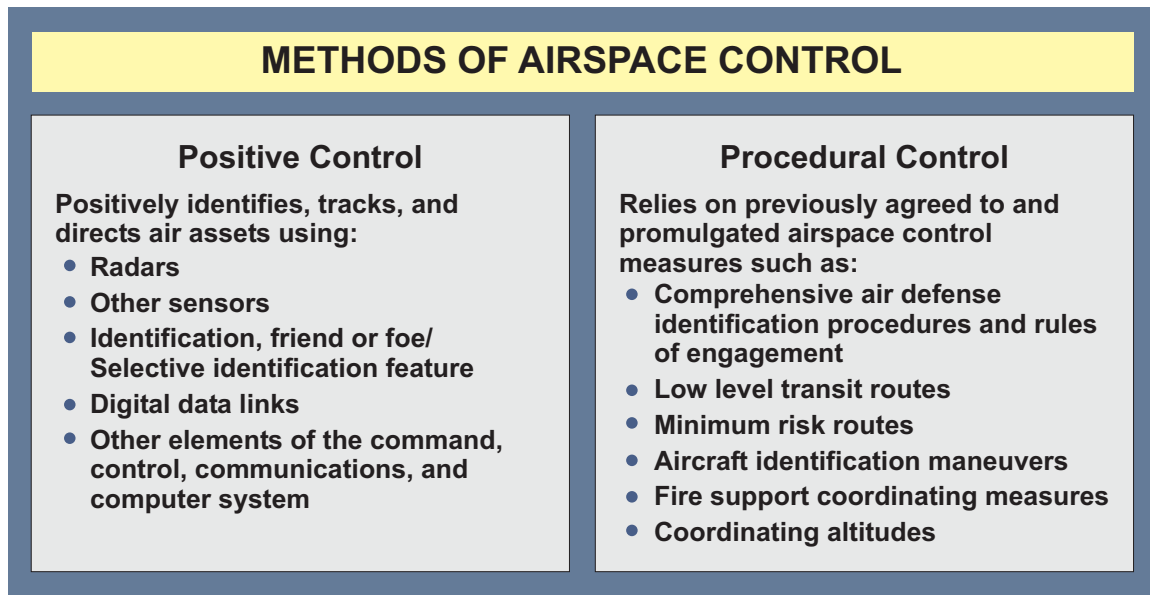 METHODS OF AIRSPACE CONTROL
Positive Control
Positively identifies, tracks, and
directs air assets using:
• Radars
• Other sensors
• Identification, friend or foe/
Selective identification feature
• Digital data links
• Other elements of the command,
control, communications, and
computer system
Procedural Control
Relies on previously agreed to and
promulgated airspace control
measures such as:
• Comprehensive air defense
identification procedures and rules
of engagement
• Low level transit routes
• Minimum risk routes
• Aircraft identification maneuvers
• Fire support coordinating measures
• Coordinating altitudes